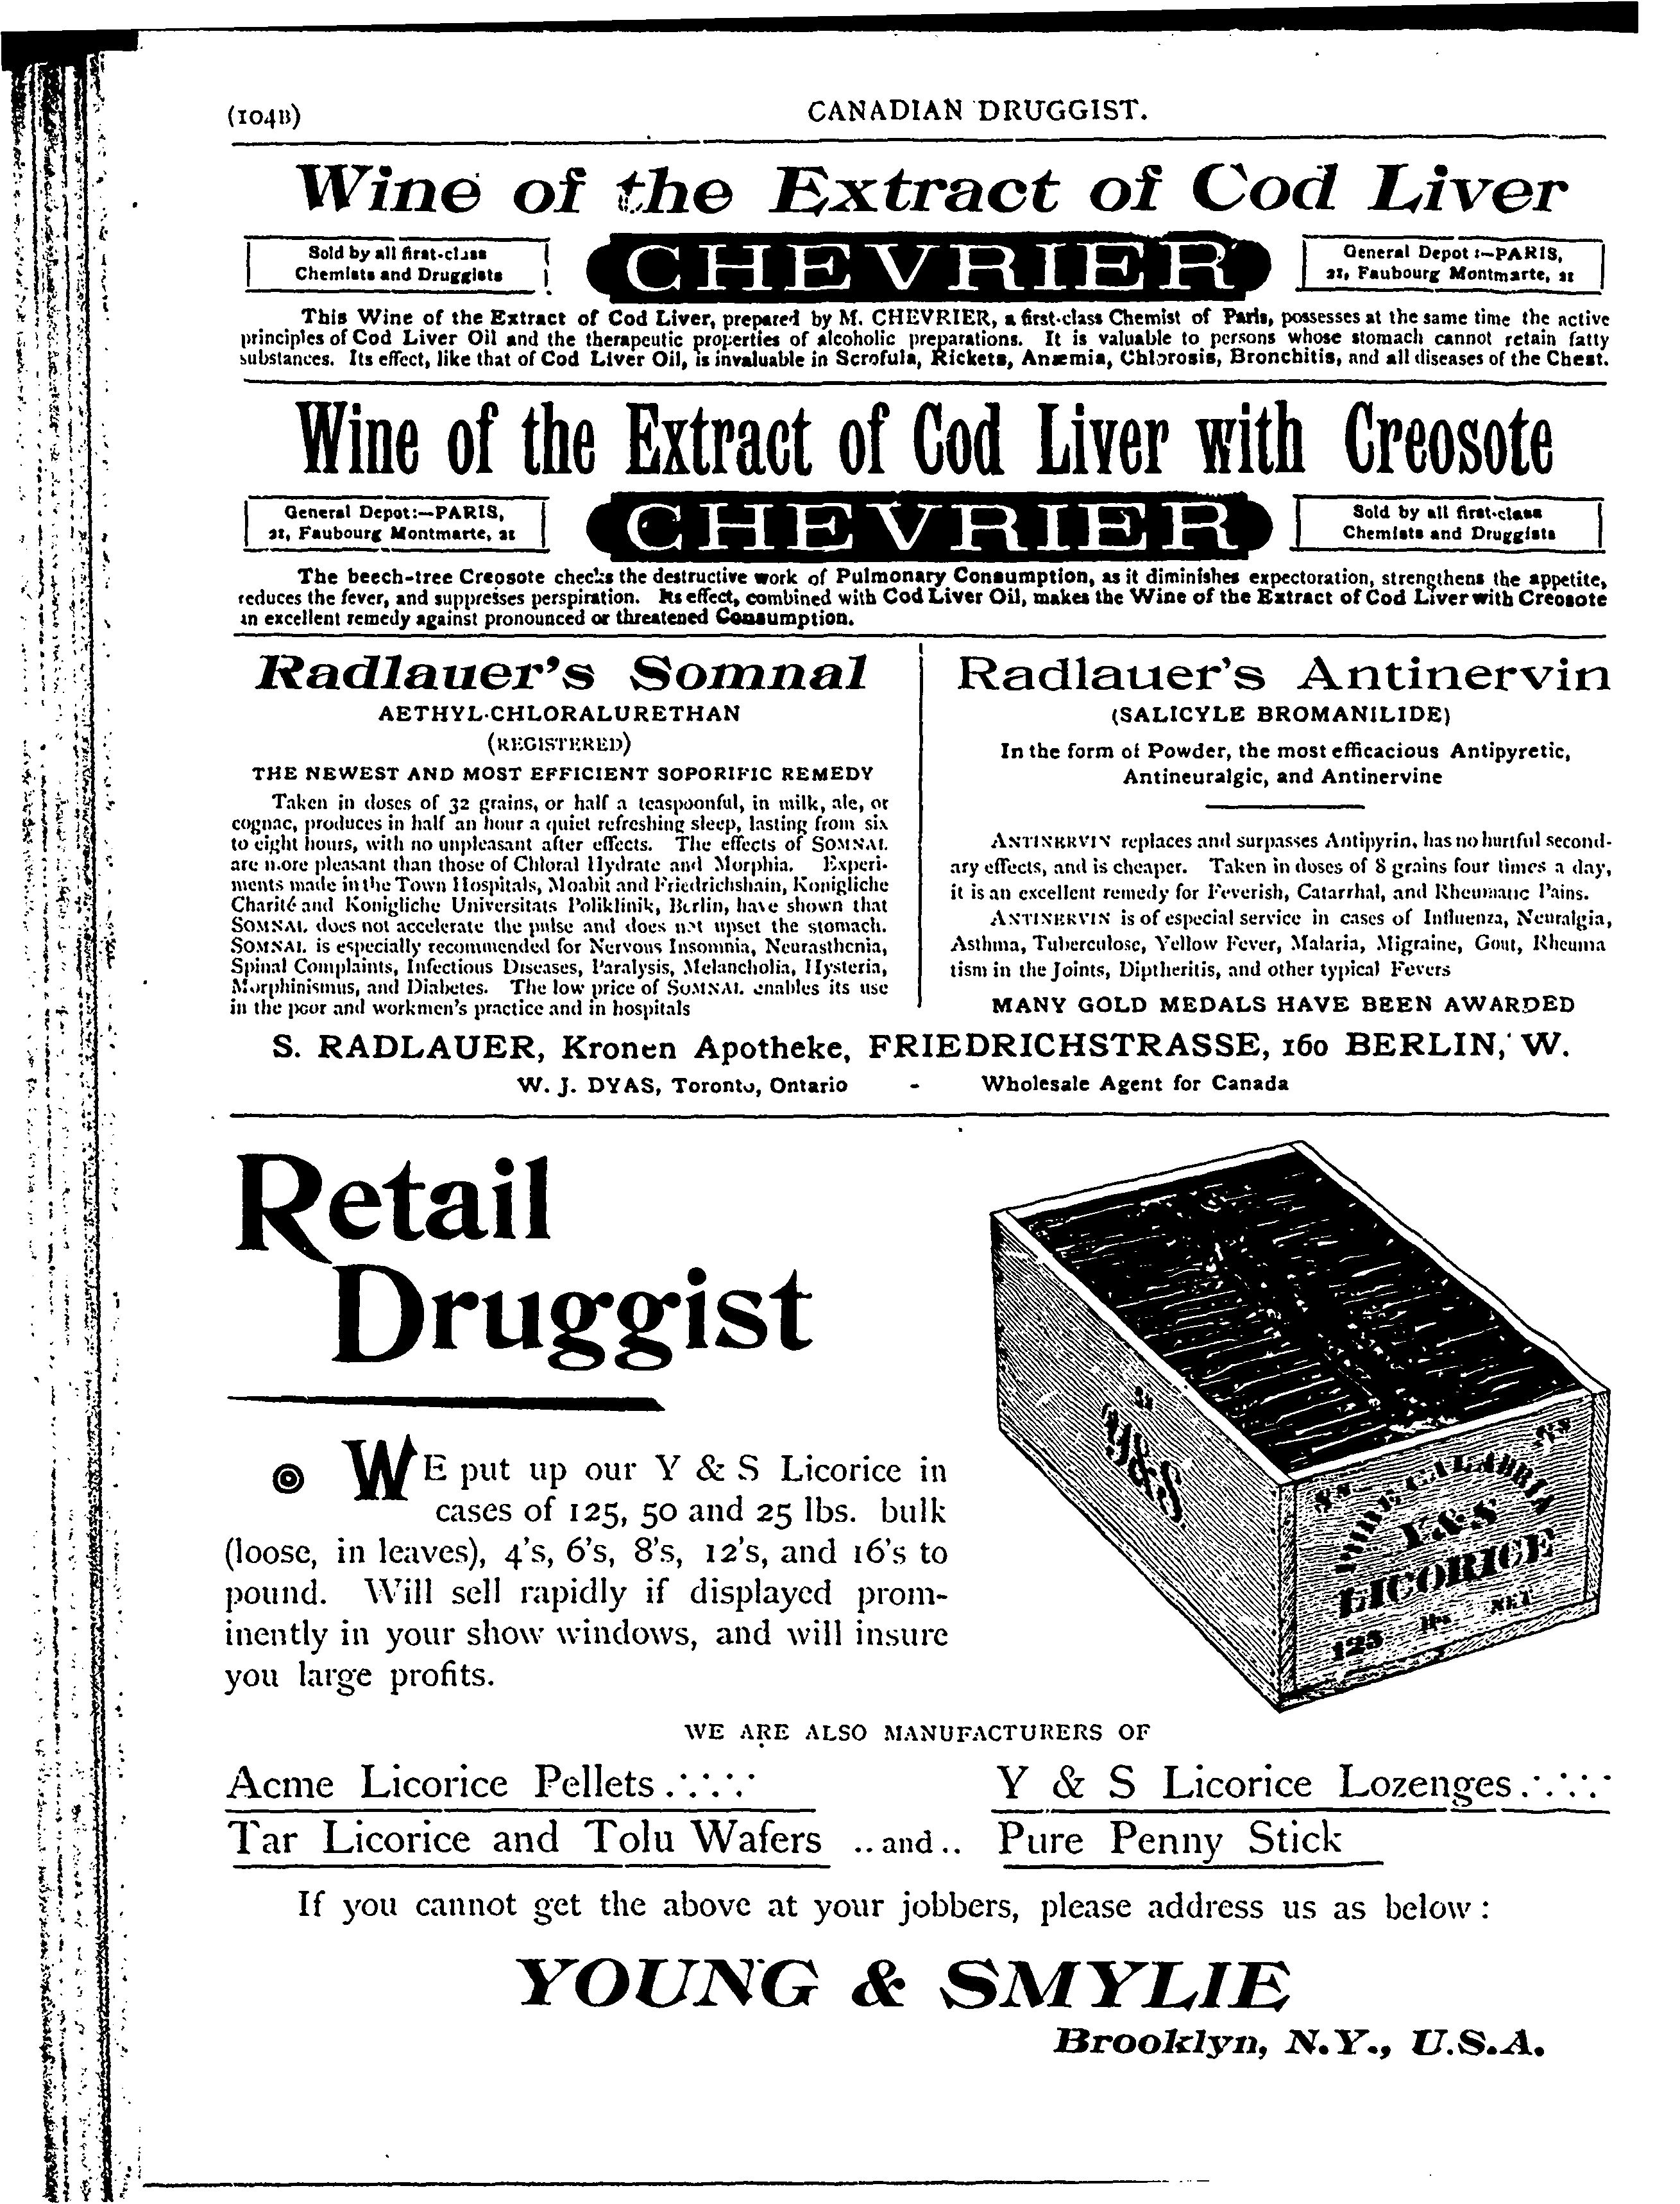 (104B)
CANADIAN DRUGGIST.
Wine of the Extract of Cod Liver
Sold by all first-class
Chemists and Druggists
CHEVRIER
General Depot:—PARIS,
21, Faubourg Montmarte, 21
This Wine of the Extract of Cod Liver, prepared by M. CHEVRIER, a first-class Chemist of Paris, possesses at the same time the active
principles of Cod Liver Oil and the therapeutic properties of alcoholic preparations. It is valuable to persons whose stomach cannot retain fatty
substances. Its effect, like that of Cod Liver Oil, is invaluable in Scrofula, Rickets, Anæmia, Chlorosis, Bronchitis, and all diseases of the Chest.
Wine of the Extract of Cod Liver with Creosote
General Depot:—PARIS,
21, Faubourg Montmarte, 21
CHEVRIER
Sold by all first-class
Chemists and Druggists
The beech-tree Creosote checks the destructive work of Pulmonary Consumption, as it diminishes expectoration, strengthens the appetite,
reduces the fever, and suppresses perspiration. Its effect, combined with Cod Liver Oil, makes the Wine of the Extract of Cod Liver with Creosote
an excellent remedy against pronounced or threatened Consumption.
Radlauer's Somnal
AETHYL-CHLORALURETHAN
(REGISTERED)
THE NEWEST AND MOST EFFICIENT SOPORIFIC REMEDY
Taken in doses of 32 grains, or half a teaspoonful, in milk, ale, or
cognac, produces in half an hour a quiet refreshing sleep, lasting from six
to eight hours, with no unpleasant after effects. The effects of SOMNAL
are more pleasant than those of Chloral Hydrate and Morphia. Experi-
ments made in the Town Hospitals, Moabit and Friedrichshain, Konigliche
Charité and Konigliche Universitats Poliklinik, Berlin, have shown that
SOMNAL does not accelerate the pulse and does not upset the stomach.
SOMNAL is especially recommended for Nervous Insomnia, Neurasthenia,
Spinal Complaints, Infectious Diseases, Paralysis, Melancholia, Hysteria,
Morphinismus, and Diabetes. The low price of SOMNAL enables its use
in the poor and workmen's practice and in hospitals
Radlauer's Antinervin
(SALICYLE BROMANILIDE)
In the form of Powder, the most efficacious Antipyretic,
Antineuralgic, and Antinervine
ANTINERVIN replaces and surpasses Antipyrin, has no hurtful second-
ary effects, and is cheaper. Taken in doses of 8 grains four times a day,
it is an excellent remedy for Feverish, Catarrhal, and Rheumatic Pains.
ANTINERVIN is of especial service in cases of Influenza, Neuralgia,
Asthma, Tuberculose, Yellow Fever, Malaria, Migraine, Gout, Rheuma
tism in the Joints, Diptheritis, and other typical Fevers
MANY GOLD MEDALS HAVE BEEN AWARDED
S. RADLAUER, Kronen Apotheke, FRIEDRICHSTRASSE, 160 BERLIN, W.
W. J. DYAS, Toronto, Ontario - Wholesale Agent for Canada
Retail
Druggist
WE put up our Y & S Licorice in
cases of 125, 50 and 25 lbs. bulk
(loose, in leaves), 4's, 6's, 8's, 12's, and 16's to
pound. Will sell rapidly if displayed prom-
inently in your show windows, and will insure
you large profits.
Y&S.
8s 8s
PURE CALABRIA
Y.&S
LICORICE
125 lbs. NET
WE ARE ALSO MANUFACTURERS OF
Acme Licorice Pellets
Y & S Licorice Lozenges
Tar Licorice and Tolu Wafers ..and.. Pure Penny Stick
If you cannot get the above at your jobbers, please address us as below:
YOUNG & SMYLIE
Brooklyn, N.Y., U.S.A.